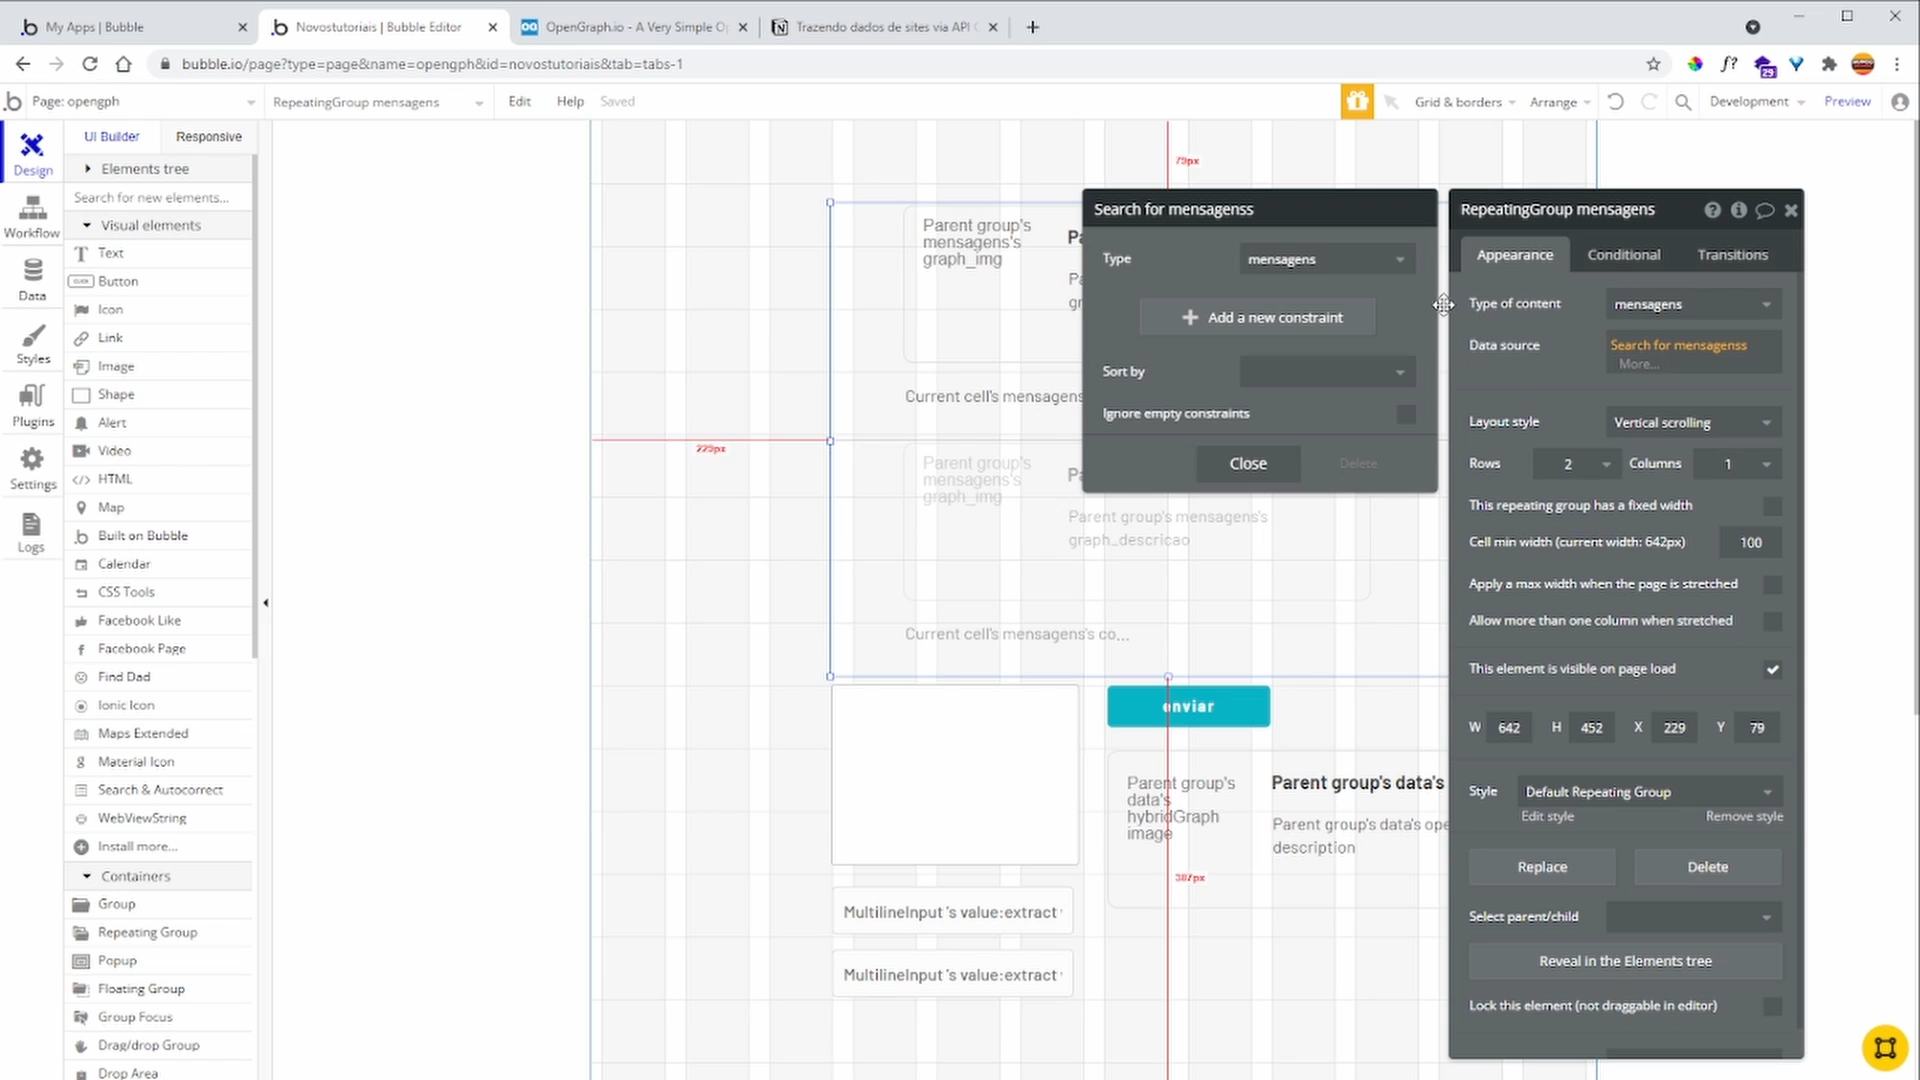 My Apps | Bubble
Novostutoriais | Bubble Editor
OpenGraph.io - A Very Simple O
Trazendo dados de sites via API
bubble.io/page?type=page&name=opengph&id=novostutoriais&tab=tabs-1
f?
29
Page: opengph
RepeatingGroup mensagens
Edit
Help
Saved
Grid & borders
Arrange
Development
Preview
Design
Workflow
Data
Styles
Plugins
Settings
Logs
UI Builder
Responsive
Elements tree
Search for new elements...
Visual elements
Text
CLICK
Button
Icon
Link
Image
Shape
Alert
Video
HTML
Map
Built on Bubble
Calendar
CSS Tools
Facebook Like
Facebook Page
Find Dad
Ionic Icon
Maps Extended
Material Icon
Search & Autocorrect
WebViewString
Install more...
Containers
Group
Repeating Group
Popup
Floating Group
Group Focus
Drag/drop Group
Drop Area
79px
229px
387px
Parent group's
mensagens's
graph_img
Pa
Pa
gr
Current cell's mensagens
Parent group's
mensagens's
graph_img
Pa
Parent group's mensagens's
graph_descricao
Current cell's mensagens's co...
enviar
Parent group's
data's
hybridGraph
image
Parent group's data's
Parent group's data's ope
description
MultilineInput 's value:extract
MultilineInput 's value:extract
Search for mensagenss
Type
mensagens
Add a new constraint
Sort by
Ignore empty constraints
Close
Delete
RepeatingGroup mensagens
Appearance
Conditional
Transitions
Type of content
mensagens
Data source
Search for mensagenss
More...
Layout style
Vertical scrolling
Rows
2
Columns
1
This repeating group has a fixed width
Cell min width (current width: 642px)
100
Apply a max width when the page is stretched
Allow more than one column when stretched
This element is visible on page load
W 642 H 452 X 229 Y 79
Style
Default Repeating Group
Edit style
Remove style
Replace
Delete
Select parent/child
Reveal in the Elements tree
Lock this element (not draggable in editor)